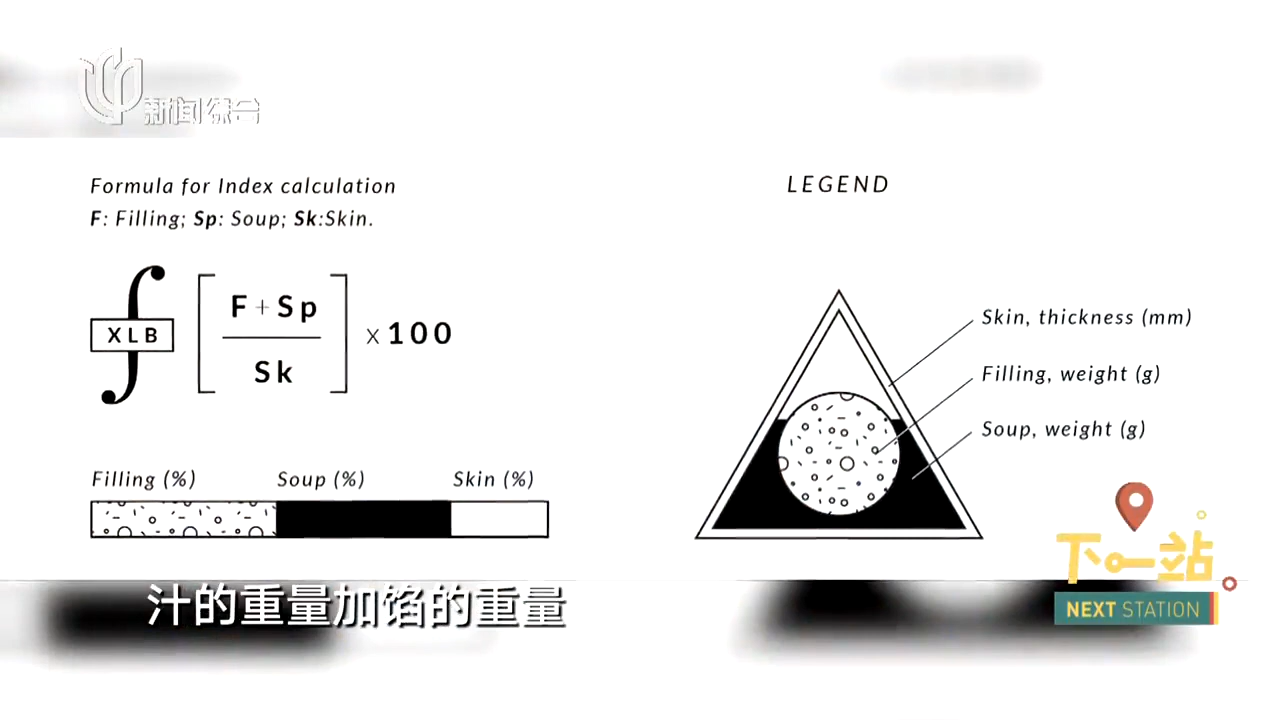 新闻综合
Formula for Index calculation
F: Filling; Sp: Soup; Sk:Skin.
XLB
F + Sp
Sk
x 100
Filling (%) Soup (%) Skin (%)
LEGEND
Skin, thickness (mm)
Filling, weight (g)
Soup, weight (g)
汁的重量加馅的重量
下一站
NEXT STATION